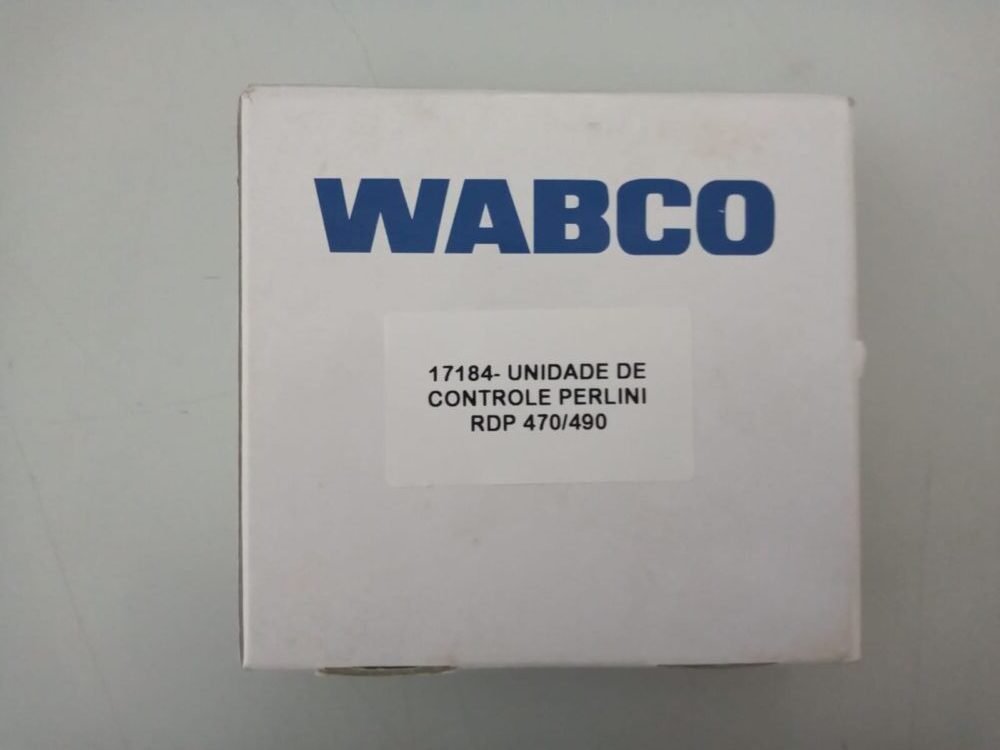 WABCO
17184- UNIDADE DE
CONTROLE PERLINI
RDP 470/490